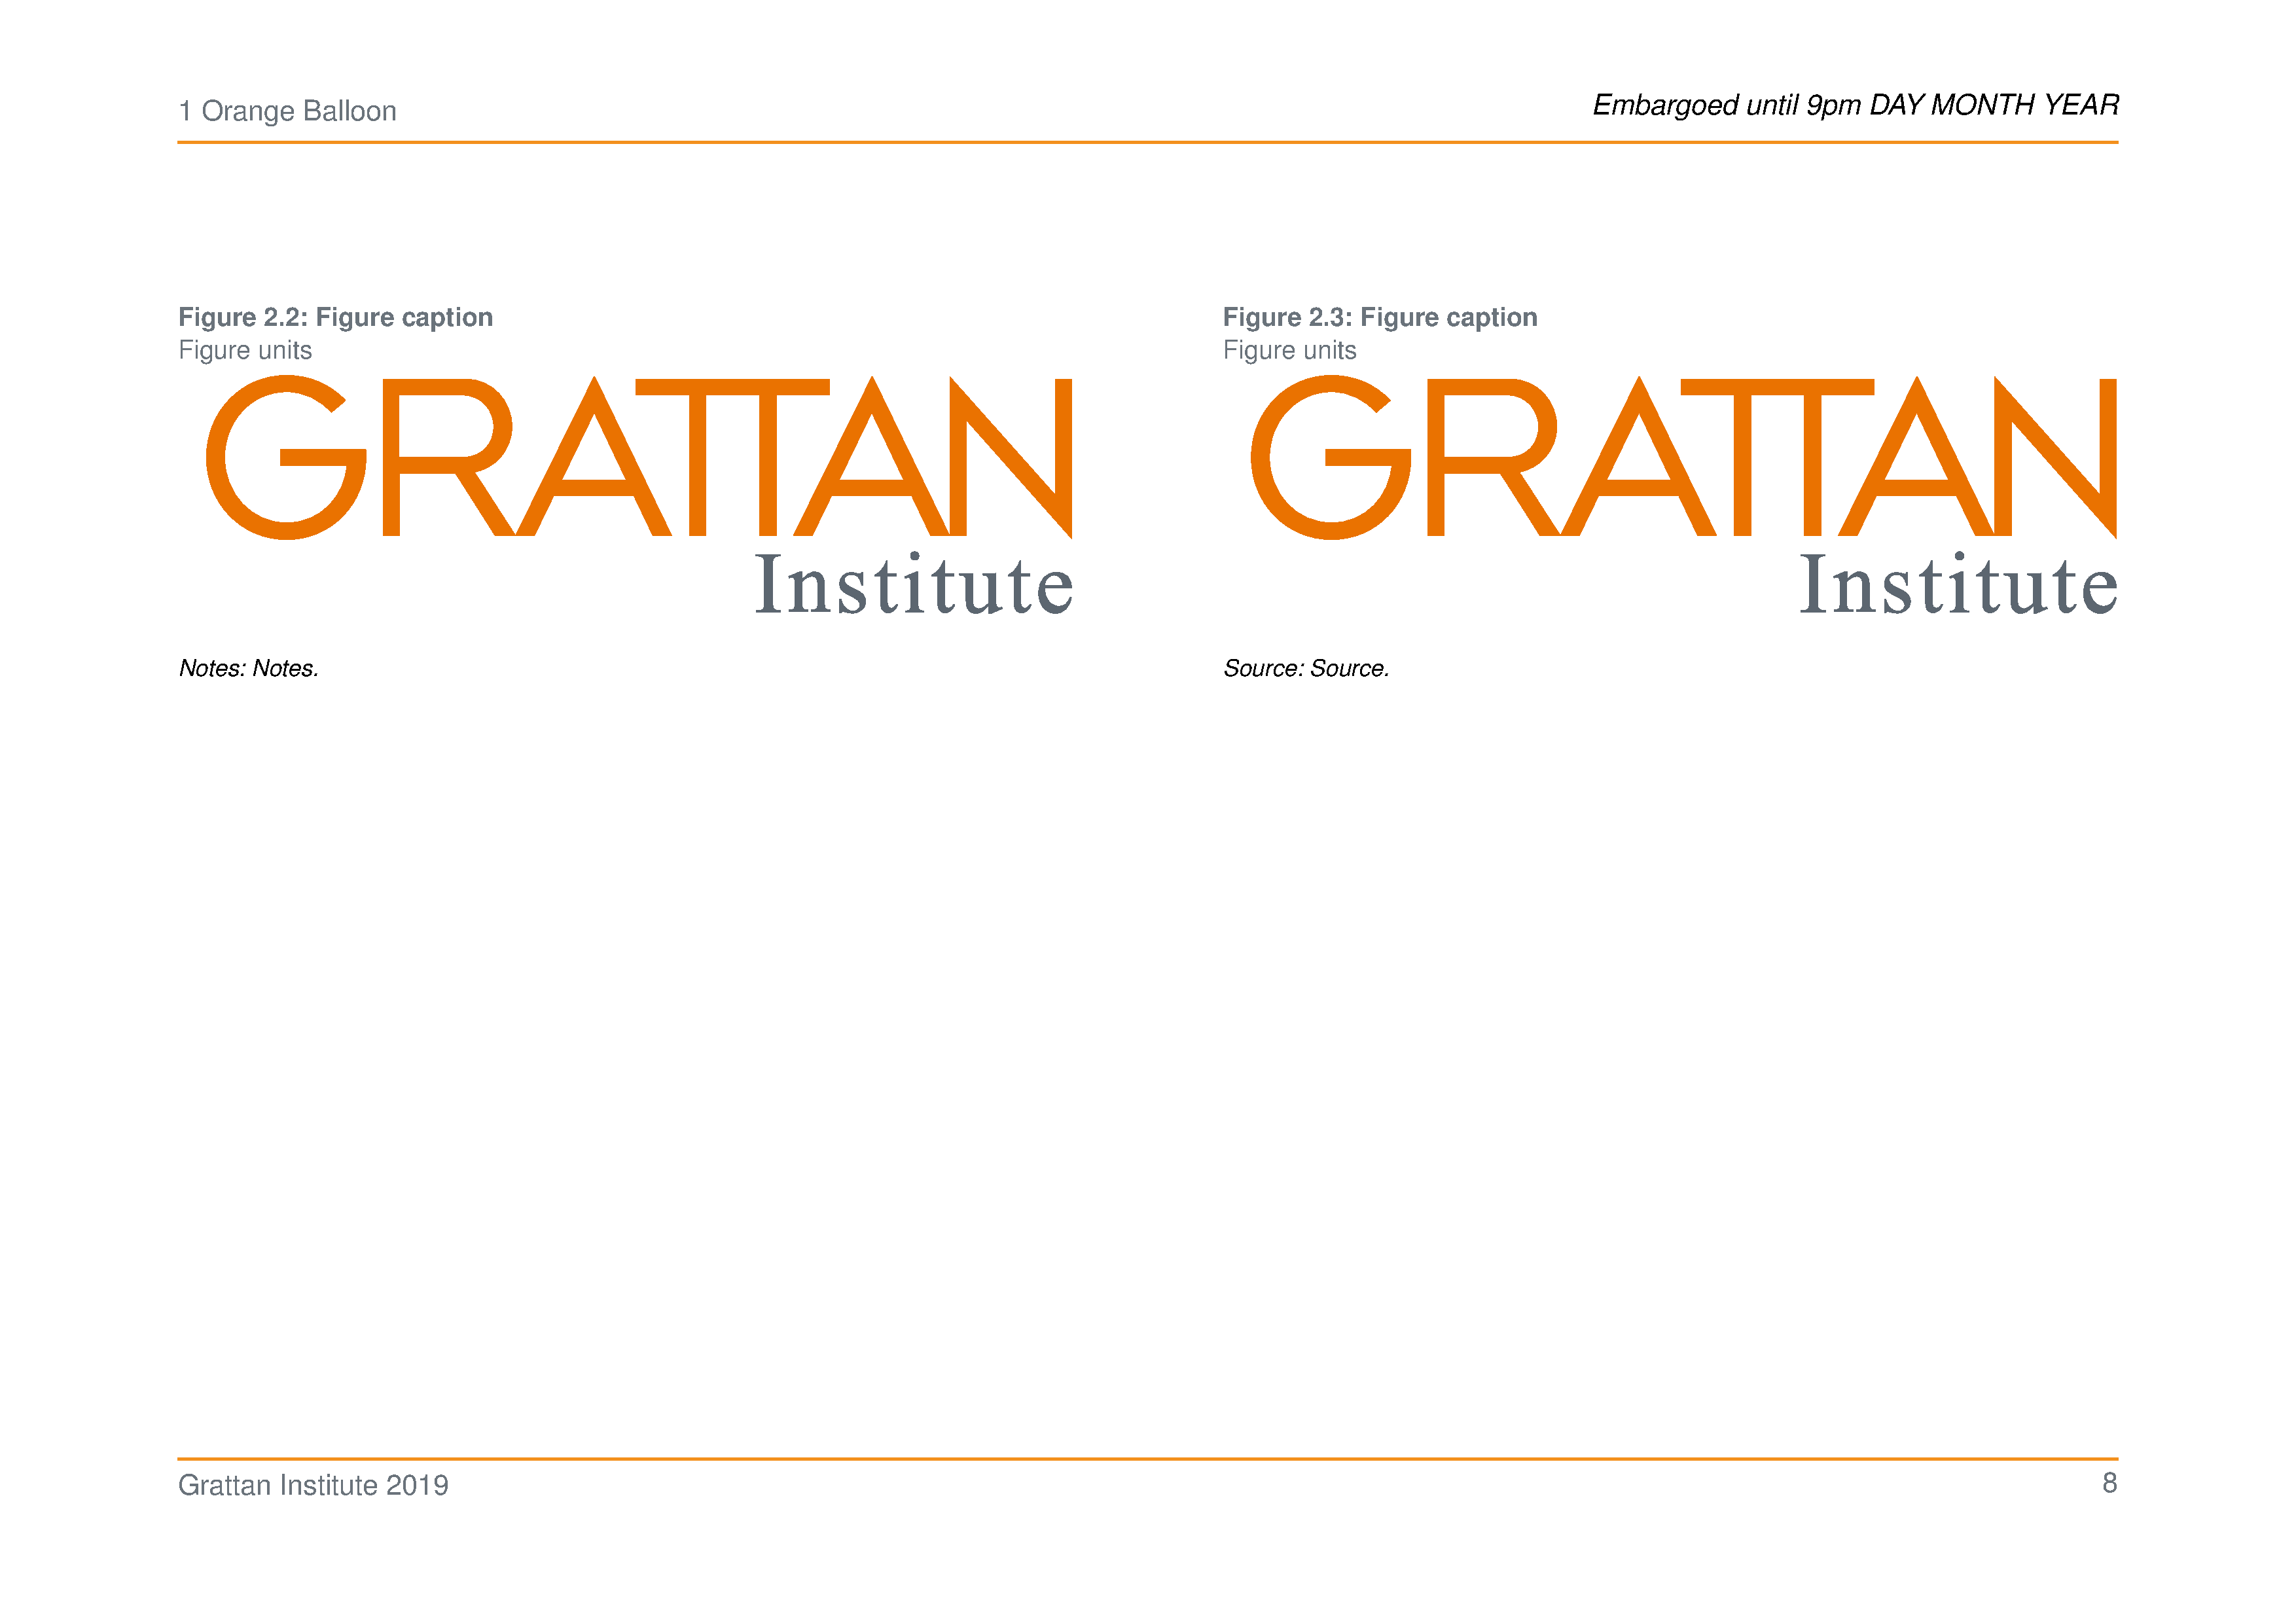 1 Orange Balloon
Embargoed until 9pm DAY MONTH YEAR
Figure 2.2: Figure caption
Figure units
GRATTAN
Institute
Notes: Notes.
Figure 2.3: Figure caption
Figure units
GRATTAN
Institute
Source: Source.
Grattan Institute 2019
8